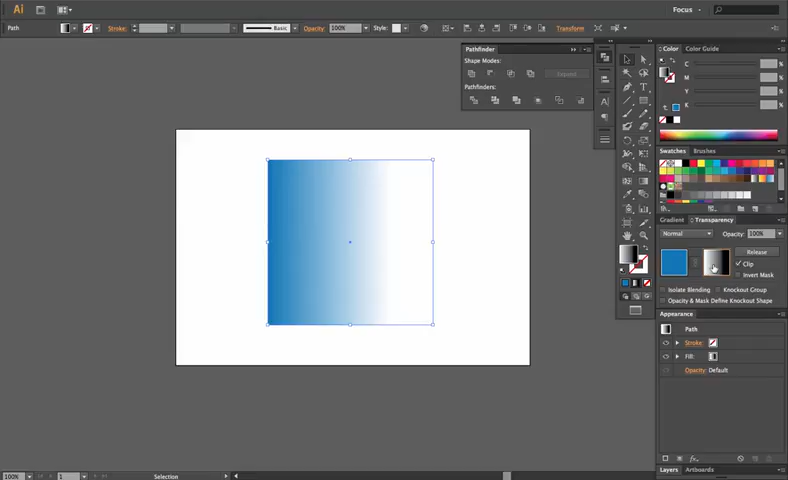 Ai
Focus
Path
Stroke:
Basic
Opacity: 100%
Style:
Transform
Pathfinder
Shape Modes:
Expand
Pathfinders:
Color
Color Guide
C %
M %
Y %
K %
Swatches
Brushes
Gradient
Transparency
Normal
Opacity: 100%
Release
Clip
Invert Mask
Isolate Blending
Knockout Group
Opacity & Mask Define Knockout Shape
Appearance
Path
Stroke:
Fill:
Opacity: Default
fx
Layers
Artboards
100%
1
Selection